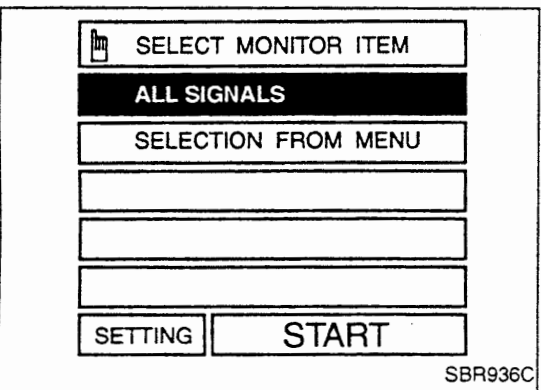 SELECT MONITOR ITEM
ALL SIGNALS
SELECTION FROM MENU
SETTING START
SBR936C